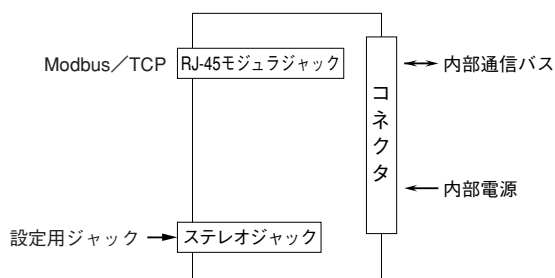 Modbus／TCP
RJ-45モジュラジャック
内部通信バス
コネクタ
内部電源
設定用ジャック
ステレオジャック